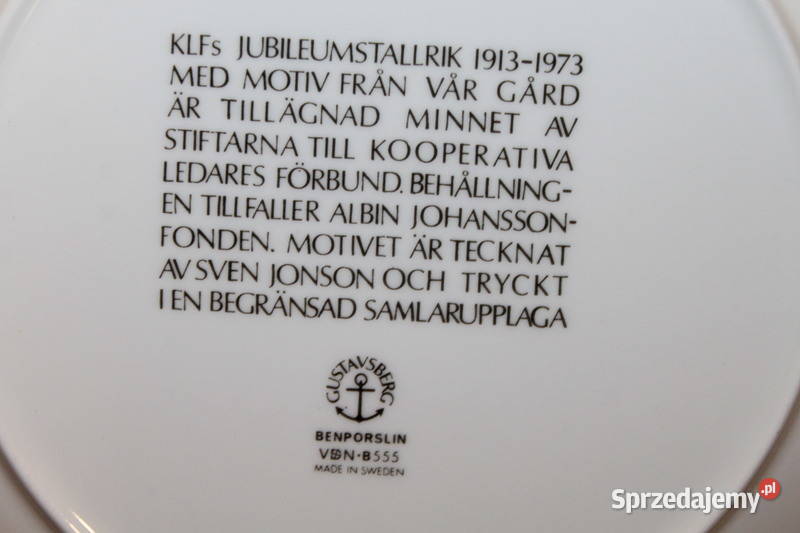 KLFs JUBILEUMSTALLRIK 1913-1973
MED MOTIV FRÅN VÅR GÅRD
ÄR TILLÄGNAD MINNET AV
STIFTARNA TILL KOOPERATIVA
LEDARES FÖRBUND. BEHÅLLNING-
EN TILLFALLER ALBIN JOHANSSON-
FONDEN. MOTIVET ÄR TECKNAT
AV SVEN JONSON OCH TRYCKT
I EN BEGRÄNSAD SAMLARUPPLAGA
GUSTAVSBERG
BENPORSLIN
VDN·B555
MADE IN SWEDEN
Sprzedajemy.pl